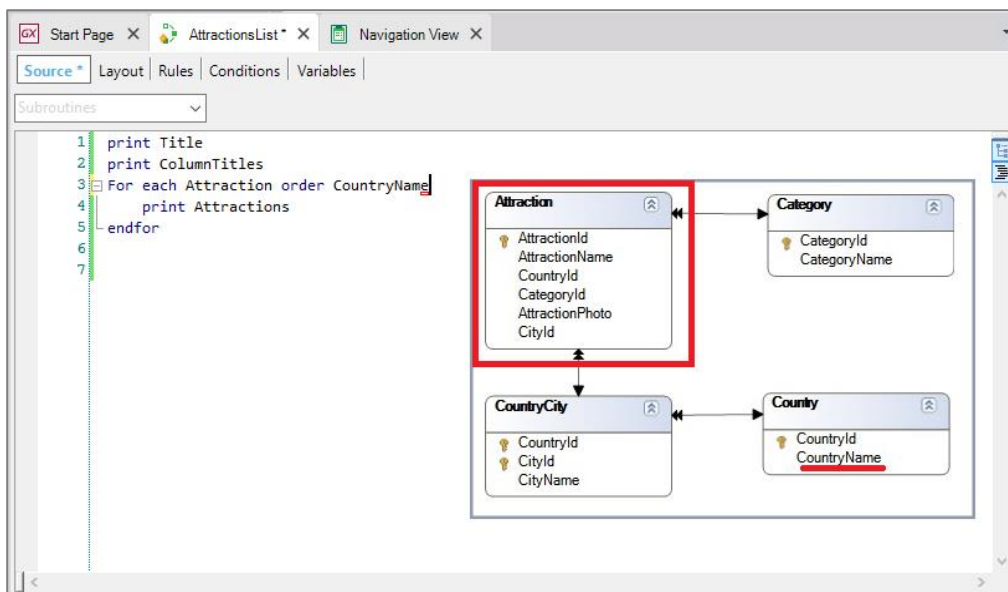 GX Start Page X AttractionsList * X Navigation View X
Source * Layout Rules Conditions Variables
Subroutines
1 print Title
2 print ColumnTitles
3 For each Attraction order CountryName
4 print Attractions
5 endfor
6
7
Attraction
AttractionId
AttractionName
CountryId
CategoryId
AttractionPhoto
CityId
Category
CategoryId
CategoryName
CountryCity
CountryId
CityId
CityName
Country
CountryId
CountryName